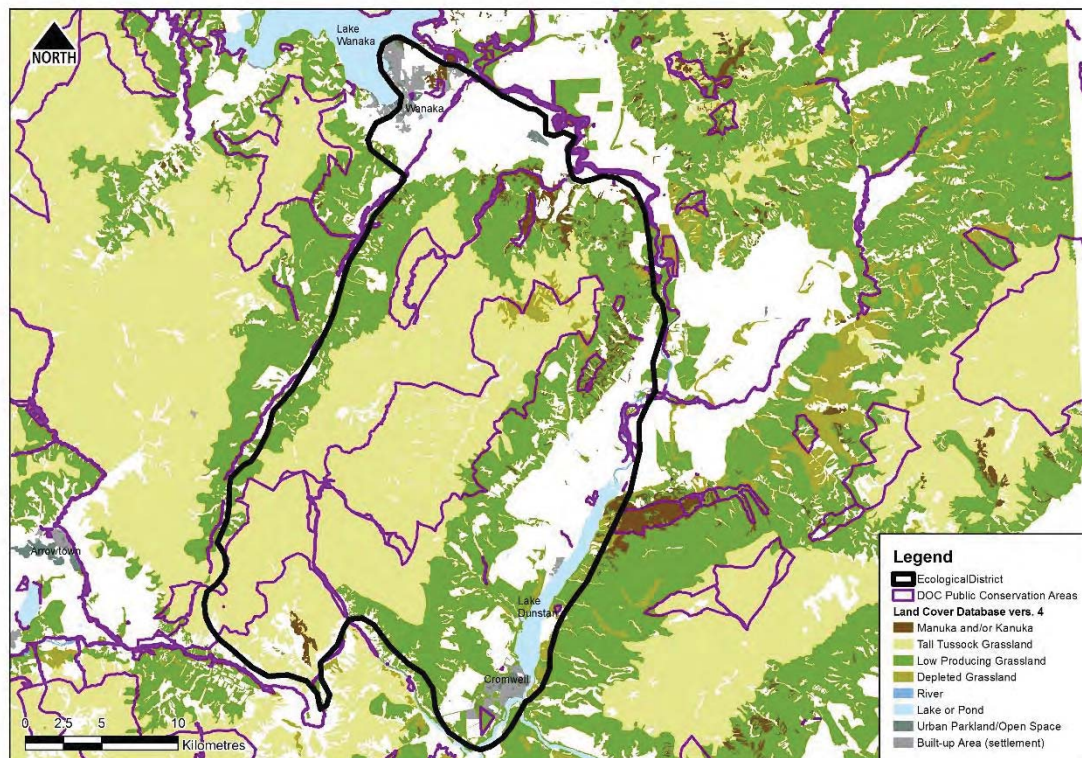 Lake
Wanaka
NORTH
Wanaka
Arrowtown
Lake
Dunstan
Cromwell
0 2.5 5 10
Kilometres
Legend
EcologicalDistrict
DOC Public Conservation Areas
Land Cover Database vers. 4
Manuka and/or Kanuka
Tall Tussock Grassland
Low Producing Grassland
Depleted Grassland
River
Lake or Pond
Urban Parkland/Open Space
Built-up Area (settlement)